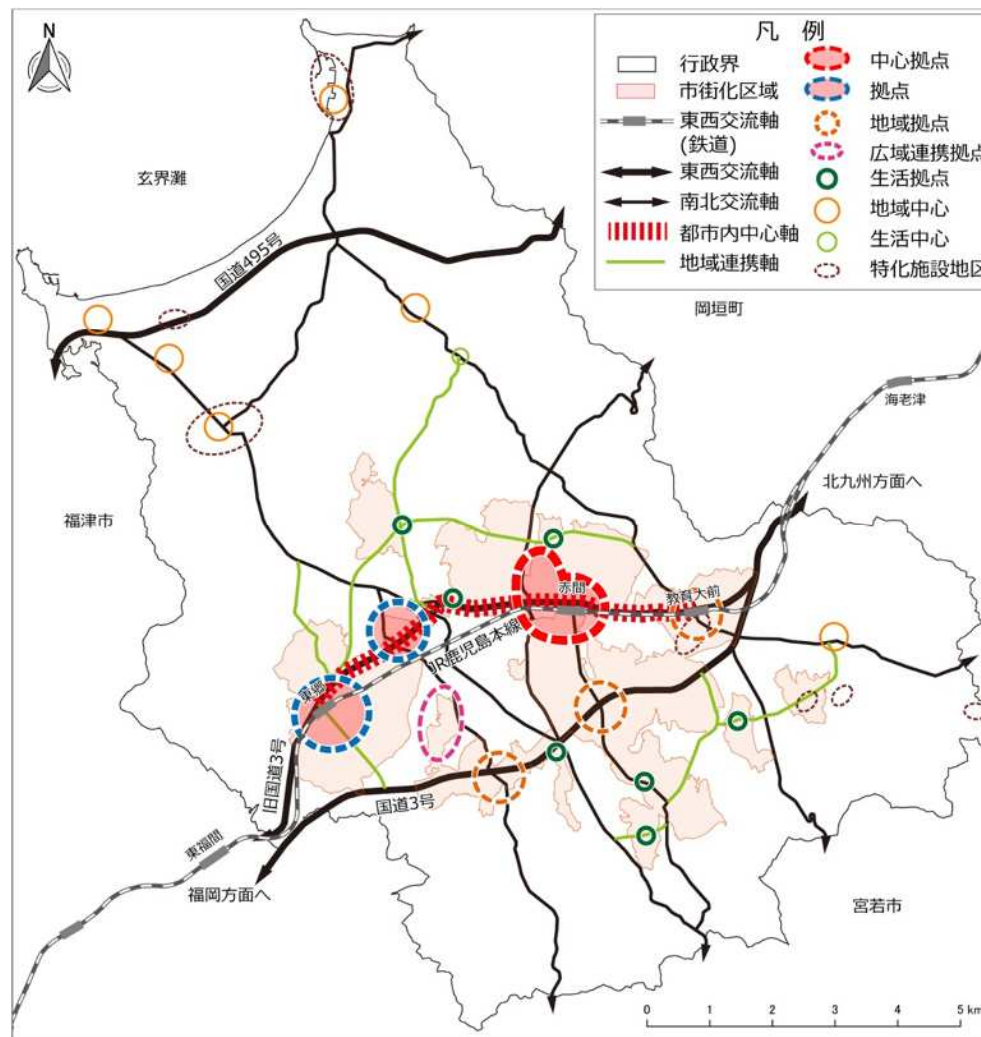 N
凡 例
行政界
市街化区域
東西交流軸
(鉄道)
東西交流軸
南北交流軸
都市内中心軸
地域連携軸
中心拠点
拠点
地域拠点
広域連携拠点
生活拠点
地域中心
生活中心
特化施設地区
玄界灘
国道495号
岡垣町
海老津
北九州方面へ
福津市
赤間
教育大前
JR鹿児島本線
東郷
旧国道3号
国道3号
東福間
福岡方面へ
宮若市
0 1 2 3 4 5 km